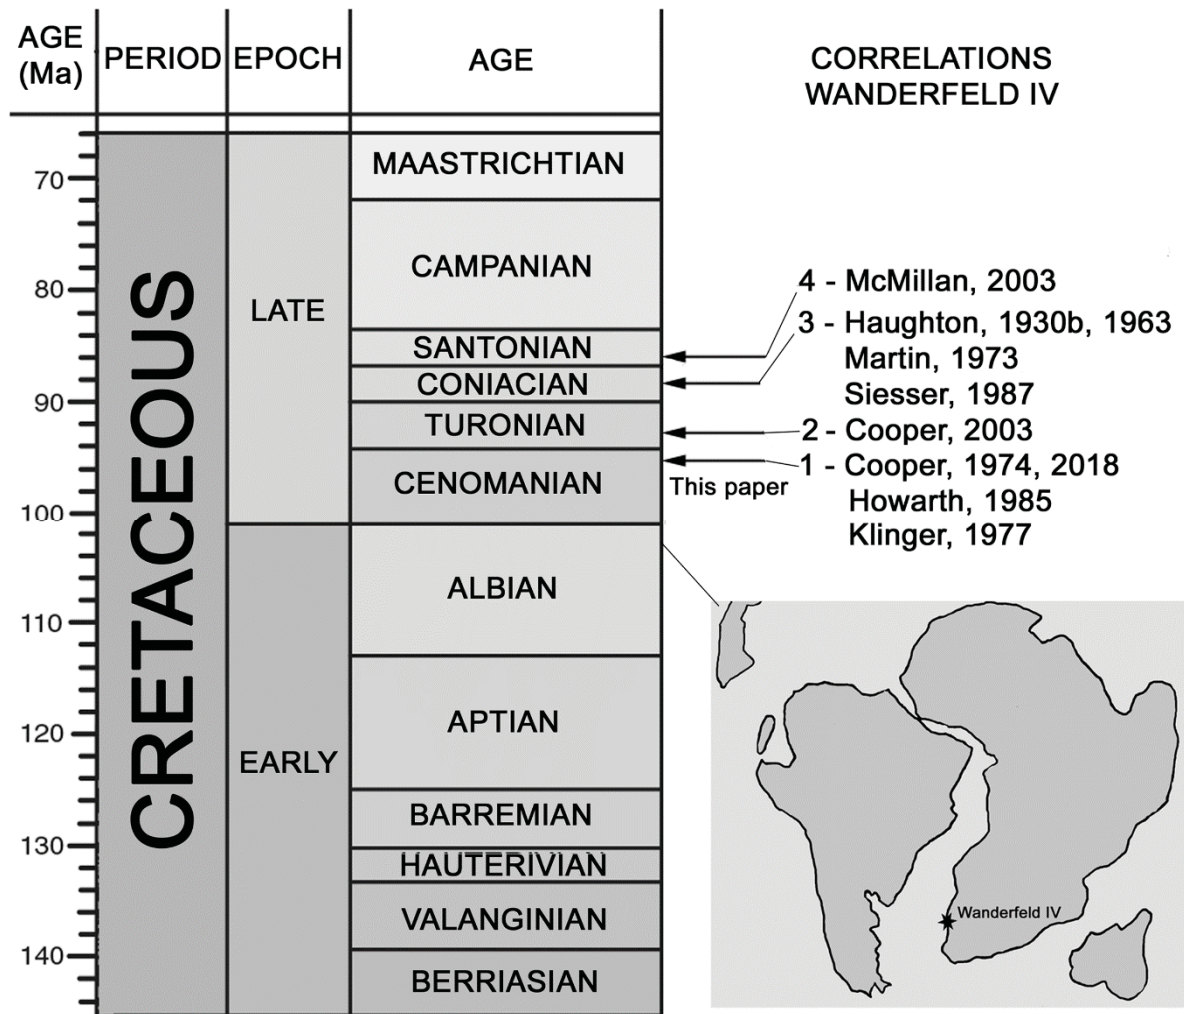 AGE
(Ma)
PERIOD
EPOCH
AGE
CORRELATIONS
WANDERFELD IV
70
80
90
100
110
120
130
140
CRETACEOUS
LATE
EARLY
MAASTRICHTIAN
CAMPANIAN
SANTONIAN
CONIACIAN
TURONIAN
CENOMANIAN
ALBIAN
APTIAN
BARREMIAN
HAUTERIVIAN
VALANGINIAN
BERRIASIAN
4 - McMillan, 2003
3 - Haughton, 1930b, 1963
Martin, 1973
Siesser, 1987
2 - Cooper, 2003
1 - Cooper, 1974, 2018
This paper
Howarth, 1985
Klinger, 1977
Wanderfeld IV